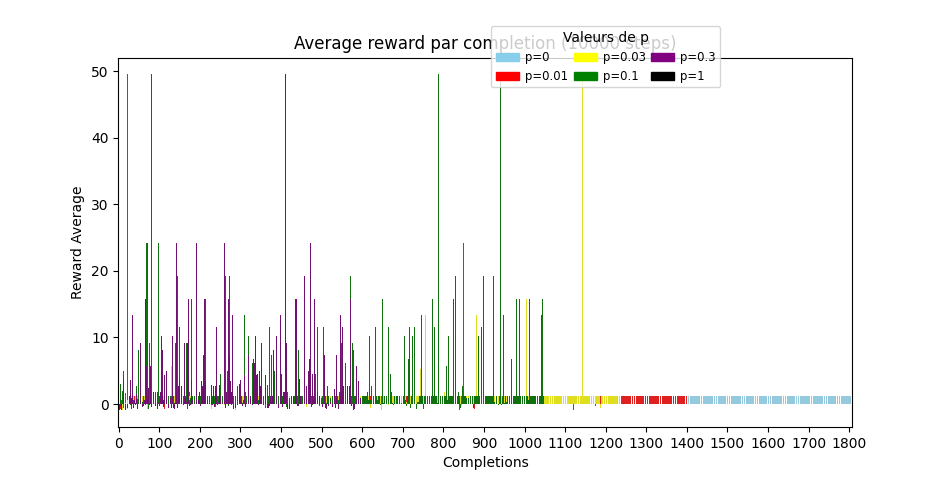 Average reward par completion (10000 steps)
Valeurs de p
p=0 p=0.03 p=0.3
p=0.01 p=0.1 p=1
50
40
30
20
10
0
Reward Average
0 100 200 300 400 500 600 700 800 900 1000 1100 1200 1300 1400 1500 1600 1700 1800
Completions